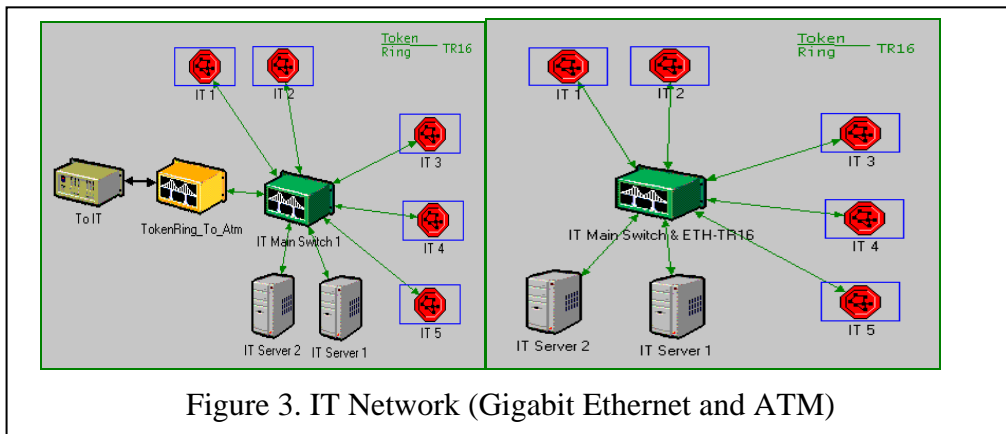 Token
Ring TR16
IT 1
IT 2
IT 3
To IT
TokenRing_To_Atm
IT Main Switch 1
IT 4
IT Server 2
IT Server 1
IT 5
Token
Ring TR16
IT 1
IT 2
IT 3
IT Main Switch & ETH-TR16
IT 4
IT Server 2
IT Server 1
IT 5
Figure 3. IT Network (Gigabit Ethernet and ATM)